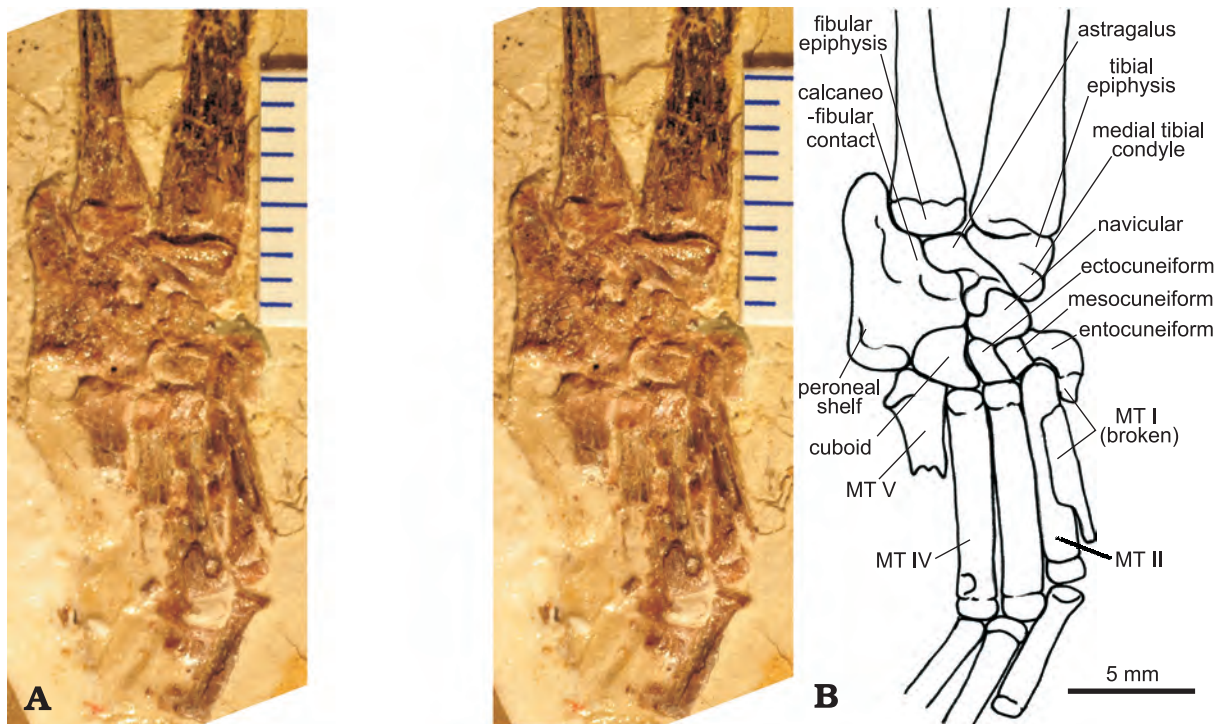 fibular
epiphysis
astragalus
tibial
epiphysis
calcaneo
-fibular
contact
medial tibial
condyle
navicular
ectocuneiform
mesocuneiform
entocuneiform
peroneal
shelf
MT I
(broken)
cuboid
MT V
MT IV
MT II
A
B
5 mm